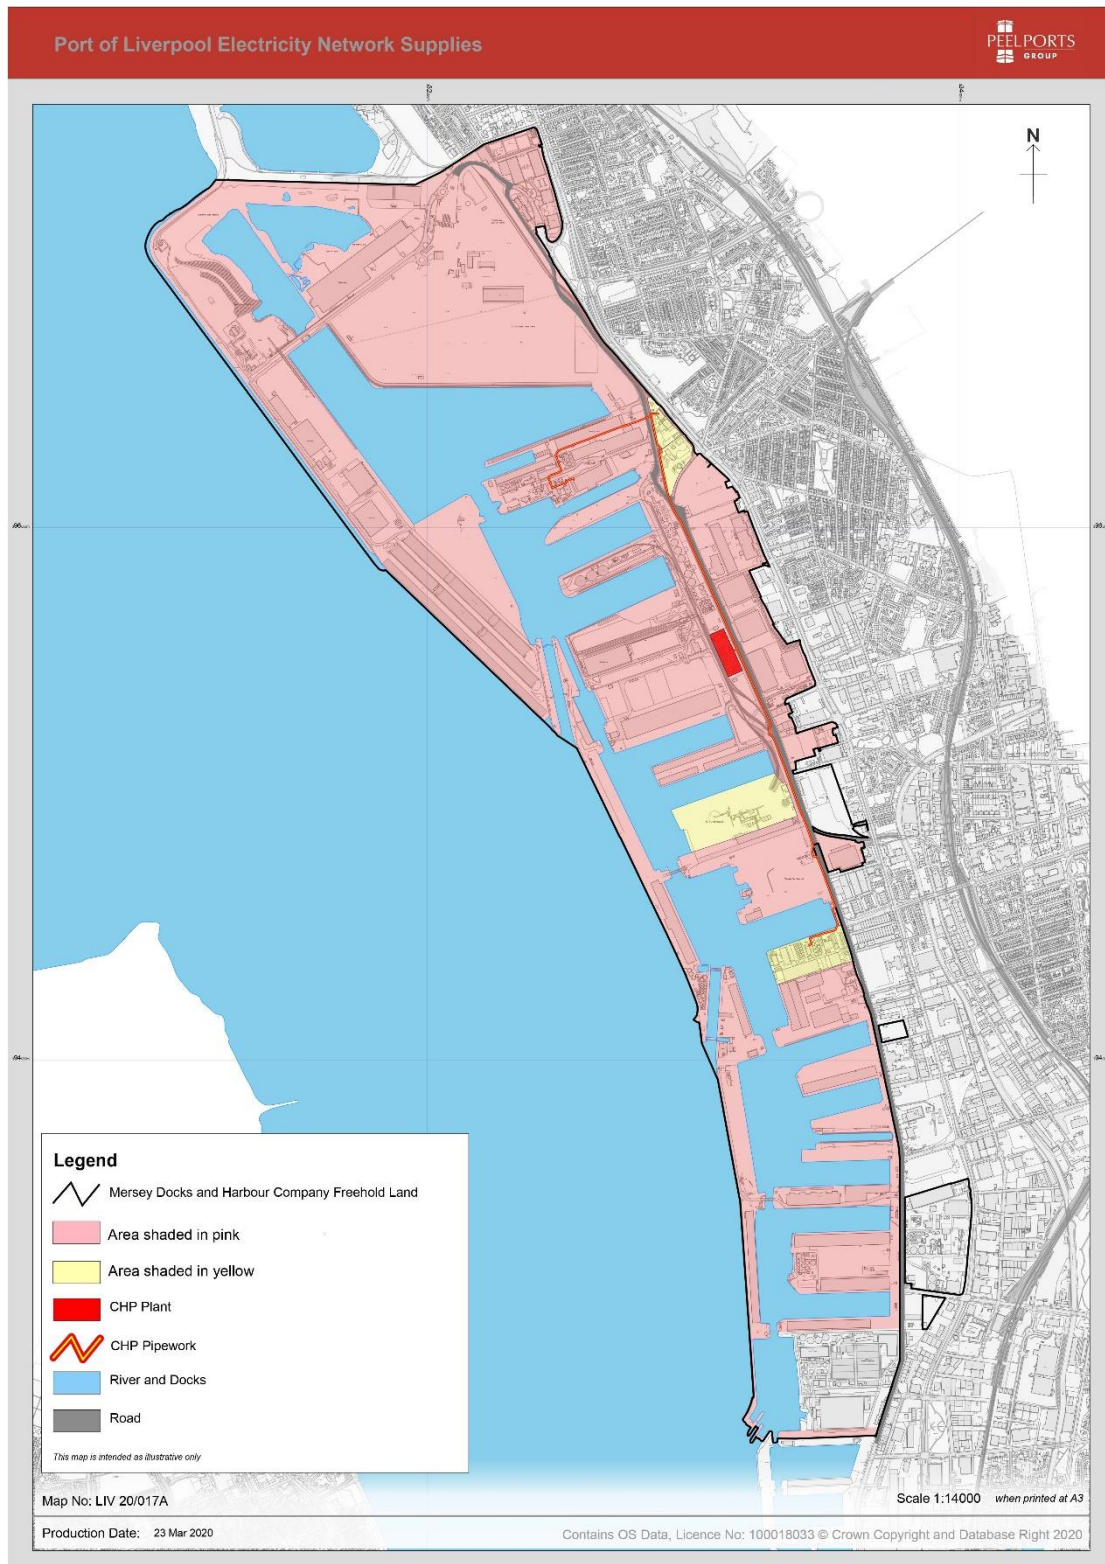 Port of Liverpool Electricity Network Supplies
PEEL PORTS
GROUP
N
Legend
Mersey Docks and Harbour Company Freehold Land
Area shaded in pink
Area shaded in yellow
CHP Plant
CHP Pipework
River and Docks
Road
This map is intended as illustrative only
Map No: LIV 20/017A
Scale 1:14000 when printed at A3
Production Date: 23 Mar 2020
Contains OS Data, Licence No: 100018033 © Crown Copyright and Database Right 2020